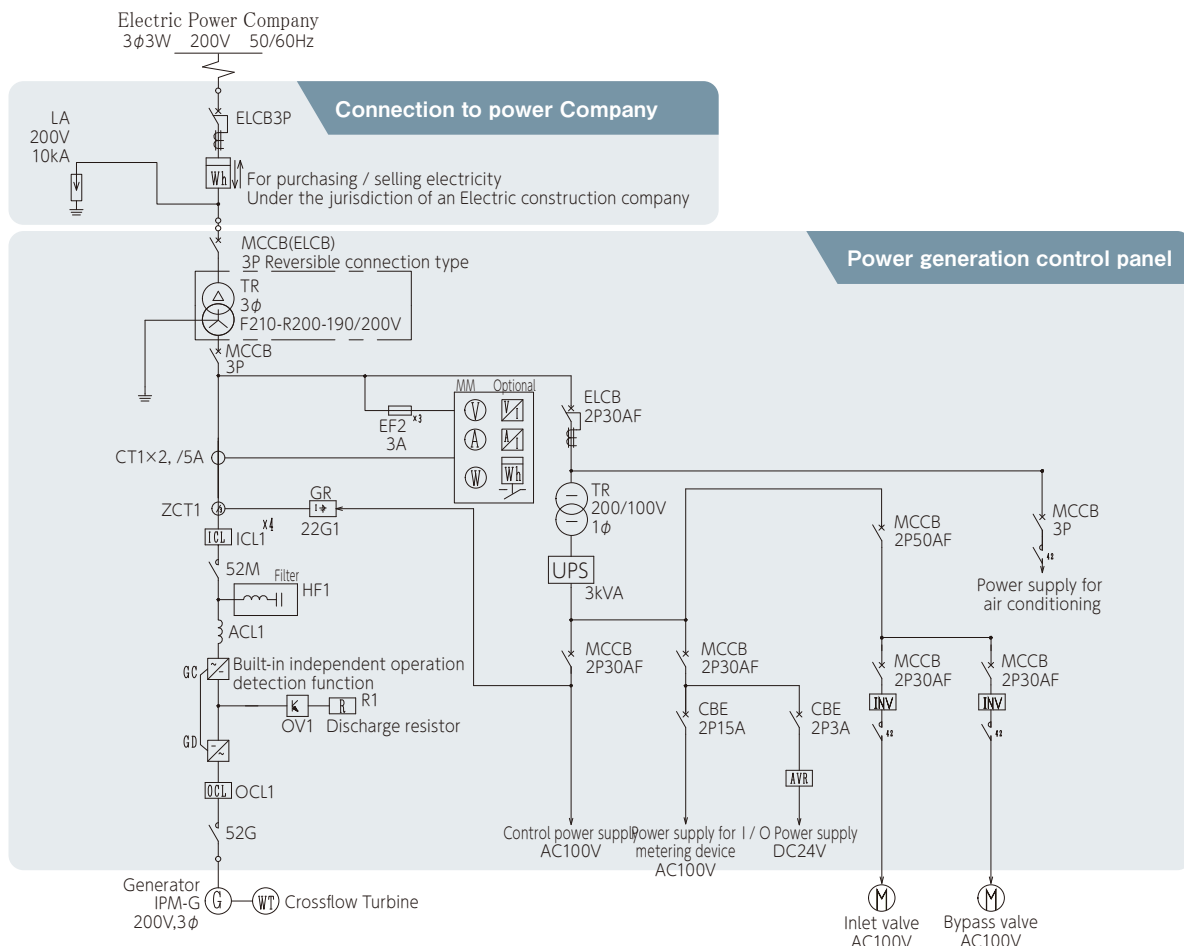 Electric Power Company
3ϕ3W 200V 50/60Hz
Connection to power Company
ELCB3P
LA
200V
10kA
Wh
For purchasing / selling electricity
Under the jurisdiction of an Electric construction company
MCCB(ELCB)
3P Reversible connection type
Power generation control panel
TR
3ϕ
F210-R200-190/200V
MCCB
3P
MM Optional
V
V/I
EF2 ×3
3A
A
A/I
W
Wh
ELCB
2P30AF
CT1×2, /5A
ZCT1
GR
I
22G1
ICL ICL1 ×4
TR
200/100V
1ϕ
MCCB
2P50AF
MCCB
3P
42
Power supply for
air conditioning
52M
UPS
3kVA
Filter
HF1
ACL1
MCCB
2P30AF
MCCB
2P30AF
MCCB
2P30AF
MCCB
2P30AF
GC
Built-in independent operation
detection function
K
OV1
R
R1
Discharge resistor
CBE
2P15A
CBE
2P3A
INV
INV
42
42
GD
AVR
OCL OCL1
52G
Control power supply
AC100V
Power supply for
metering device
AC100V
I / O Power supply
DC24V
Generator
IPM-G
200V,3ϕ
G
WT
Crossflow Turbine
M
Inlet valve
AC100V
M
Bypass valve
AC100V